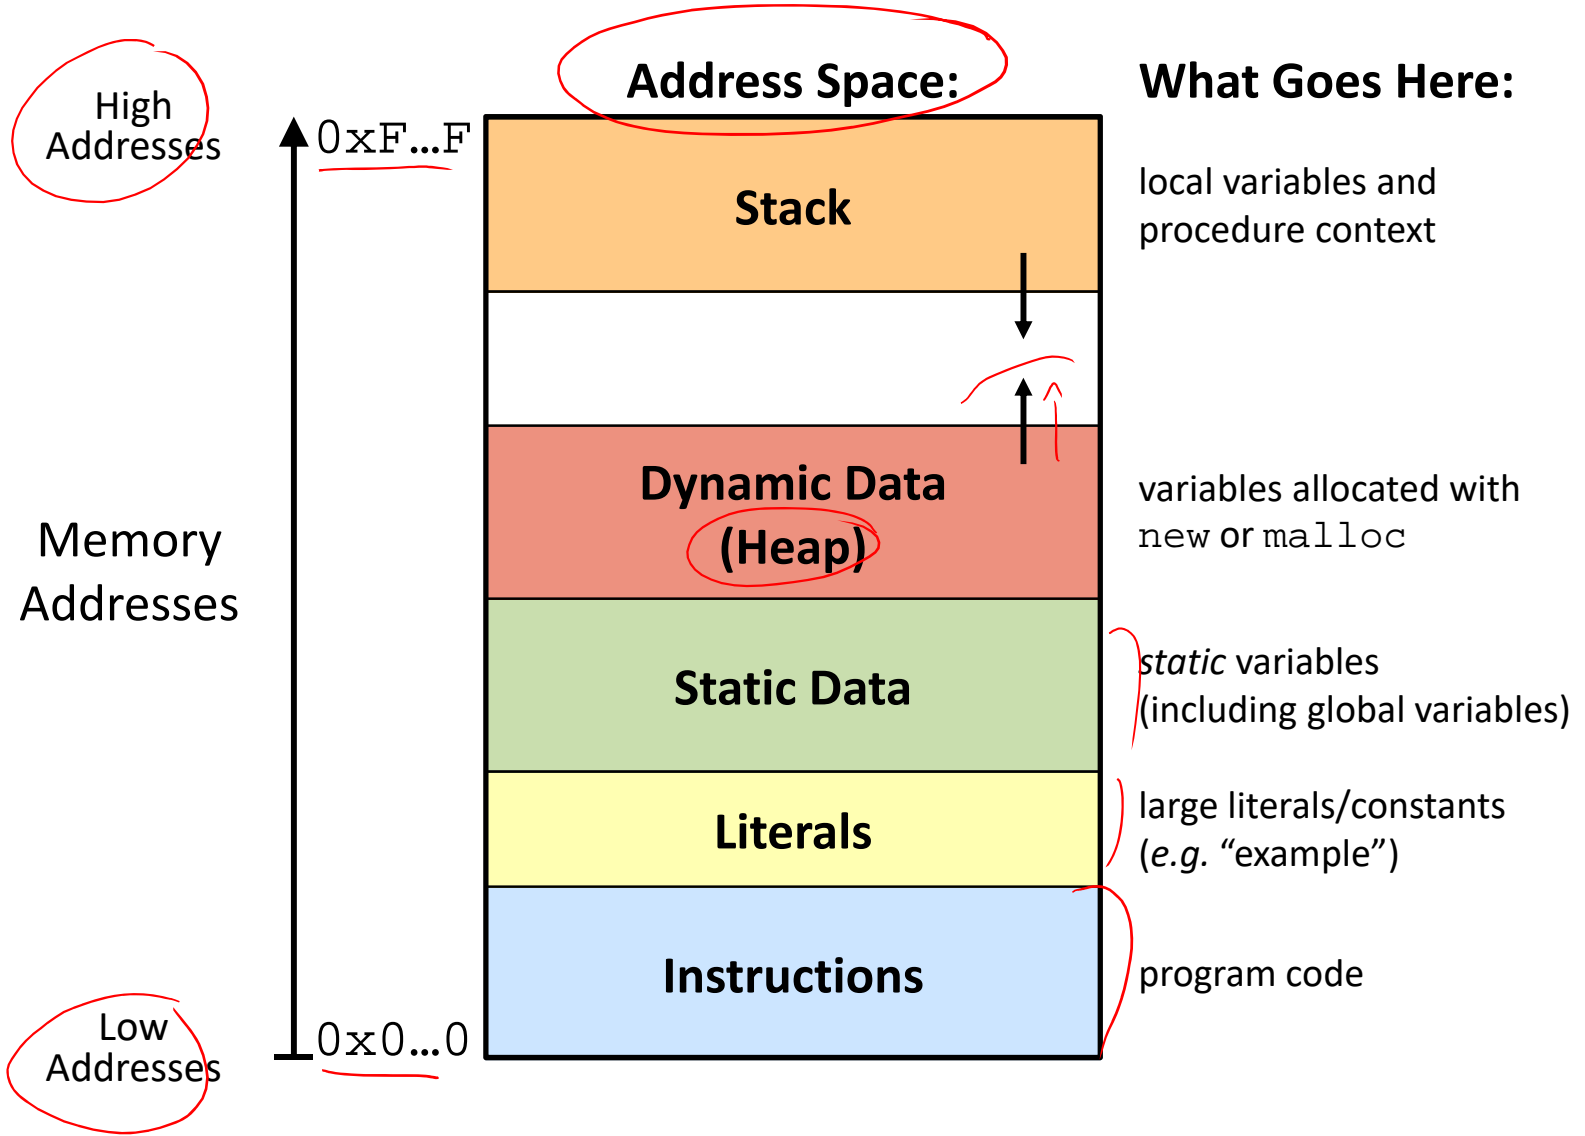 Address Space:
What Goes Here:
High
Addresses
0xF…F
Stack
local variables and
procedure context
Memory
Addresses
Dynamic Data
(Heap)
variables allocated with
new or malloc
Static Data
static variables
(including global variables)
Literals
large literals/constants
(e.g. “example”)
Instructions
program code
Low
Addresses
0x0…0